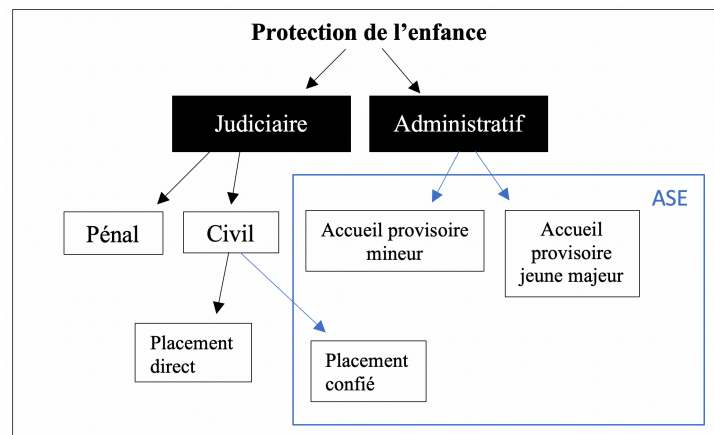 Protection de l’enfance
Judiciaire
Administratif
ASE
Pénal
Civil
Accueil provisoire
mineur
Accueil
provisoire
jeune majeur
Placement
direct
Placement
confié